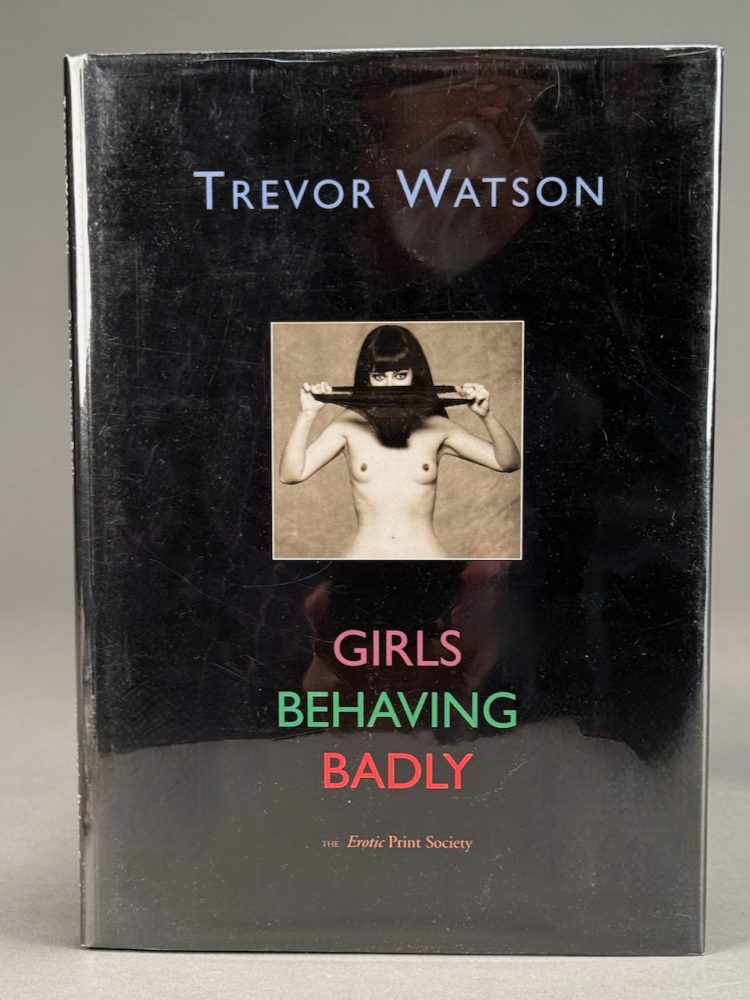 TREVOR WATSON
GIRLS
BEHAVING
BADLY
THE Erotic Print Society